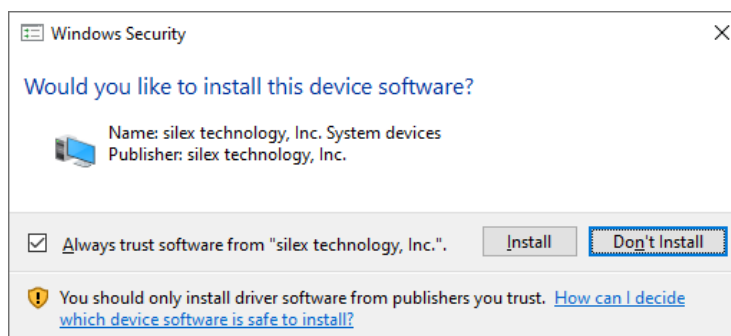 Windows Security
Would you like to install this device software?
Name: silex technology, Inc. System devices
Publisher: silex technology, Inc.
Always trust software from "silex technology, Inc.".
Install
Don't Install
You should only install driver software from publishers you trust. How can I decide
which device software is safe to install?